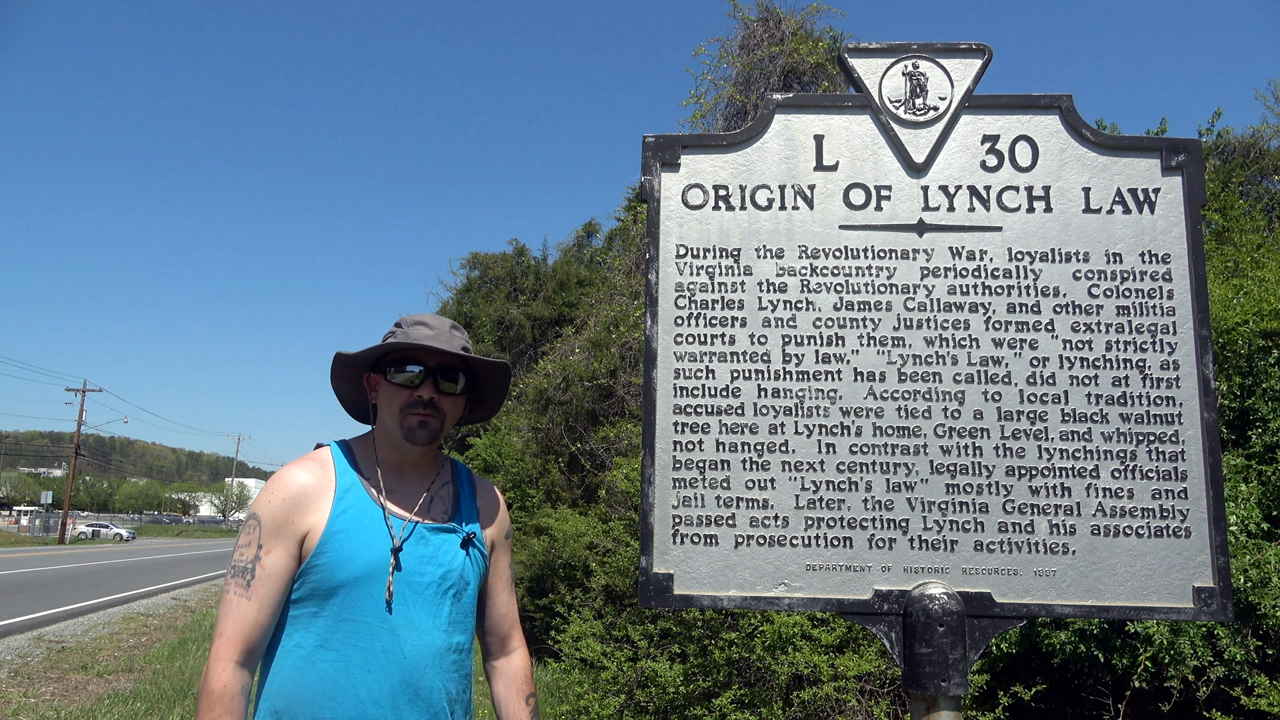 L 30
ORIGIN OF LYNCH LAW
During the Revolutionary War, loyalists in the
Virginia backcountry periodically conspired
against the Revolutionary authorities. Colonels
Charles Lynch, James Callaway, and other militia
officers and county justices formed extralegal
courts to punish them, which were "not strictly
warranted by law." "Lynch's Law," or lynching, as
such punishment has been called, did not at first
include hanging. According to local tradition,
accused loyalists were tied to a large black walnut
tree here at Lynch's home, Green Level, and whipped,
not hanged. In contrast with the lynchings that
began the next century, legally appointed officials
meted out "Lynch's law" mostly with fines and
jail terms. Later, the Virginia General Assembly
passed acts protecting Lynch and his associates
from prosecution for their activities.
DEPARTMENT OF HISTORIC RESOURCES, 1997